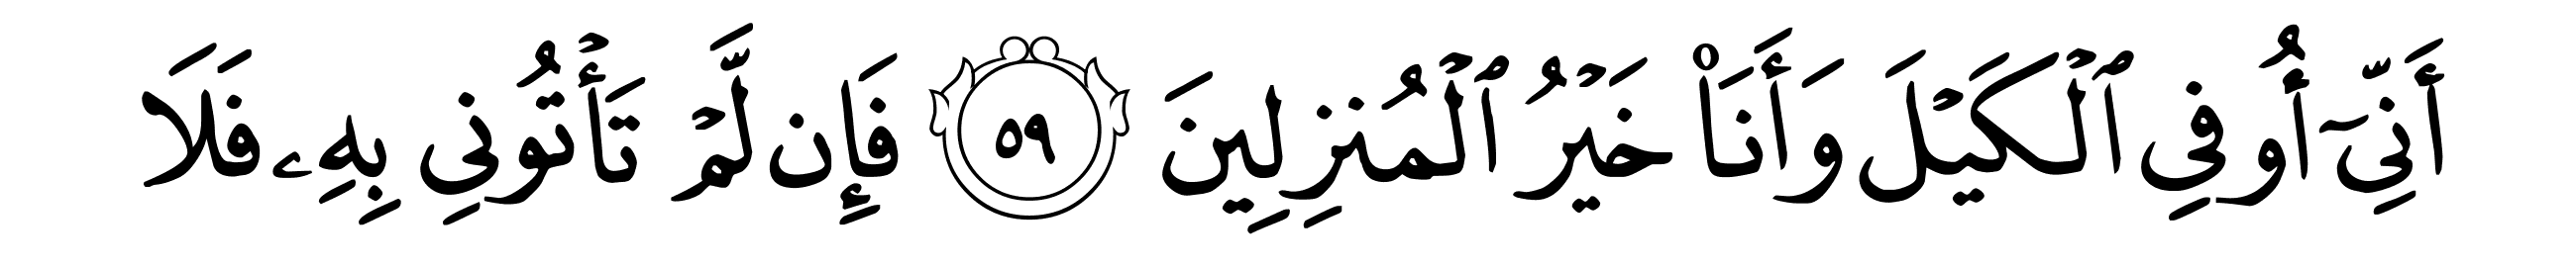 أَنِّىٓ أُوفِى ٱلْكَيْلَ وَأَنَا۠ خَيْرُ ٱلْمُنزِلِينَ ٥٩ فَإِن لَّمْ تَأْتُونِى بِهِۦ فَلَا